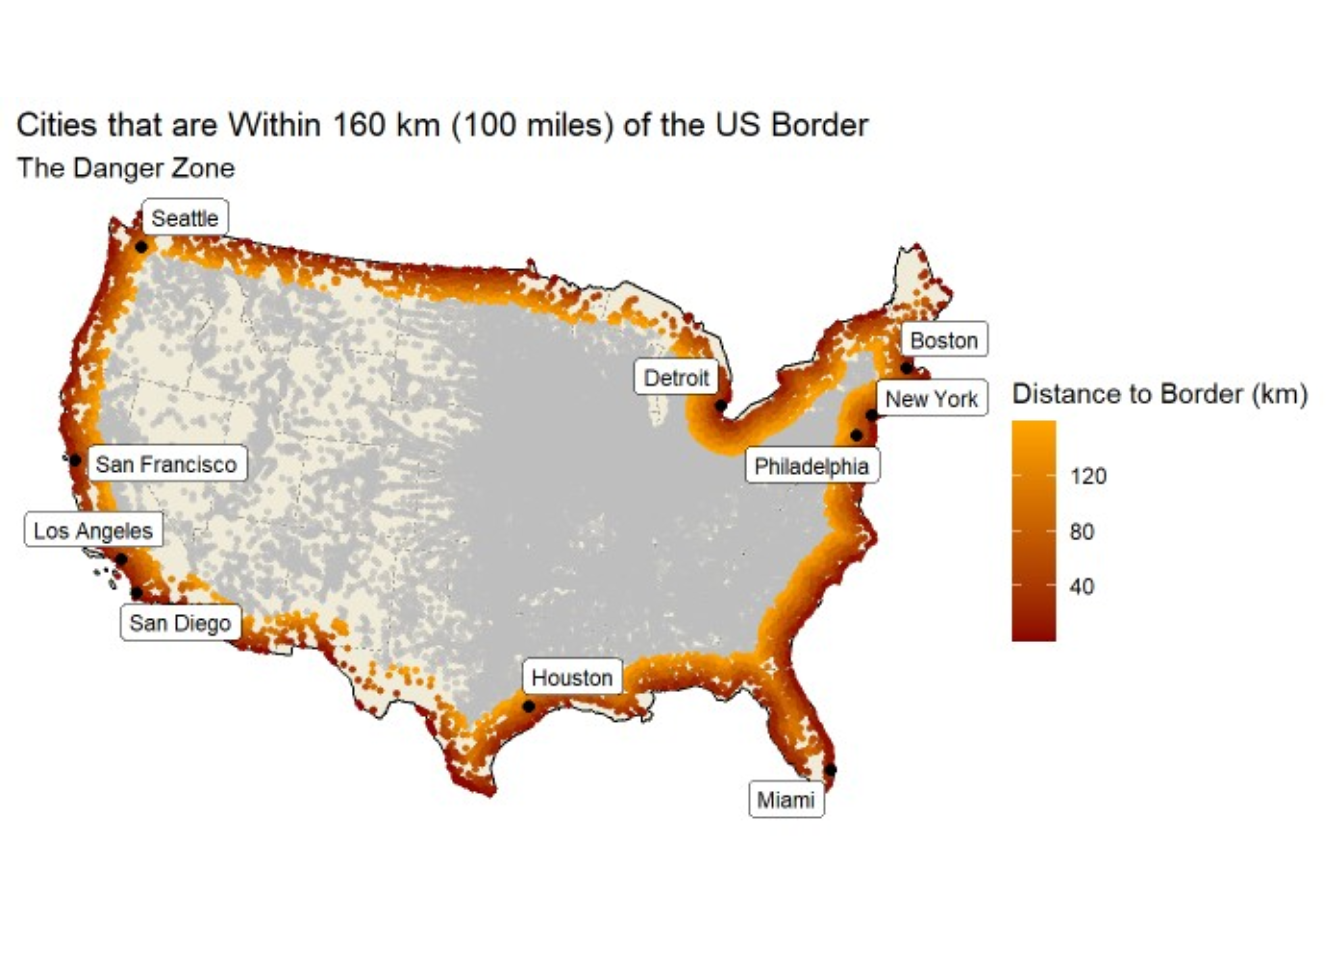 Cities that are Within 160 km (100 miles) of the US Border
The Danger Zone
Seattle
Boston
Detroit
New York
San Francisco
Philadelphia
Los Angeles
San Diego
Houston
Miami
Distance to Border (km)
120
80
40